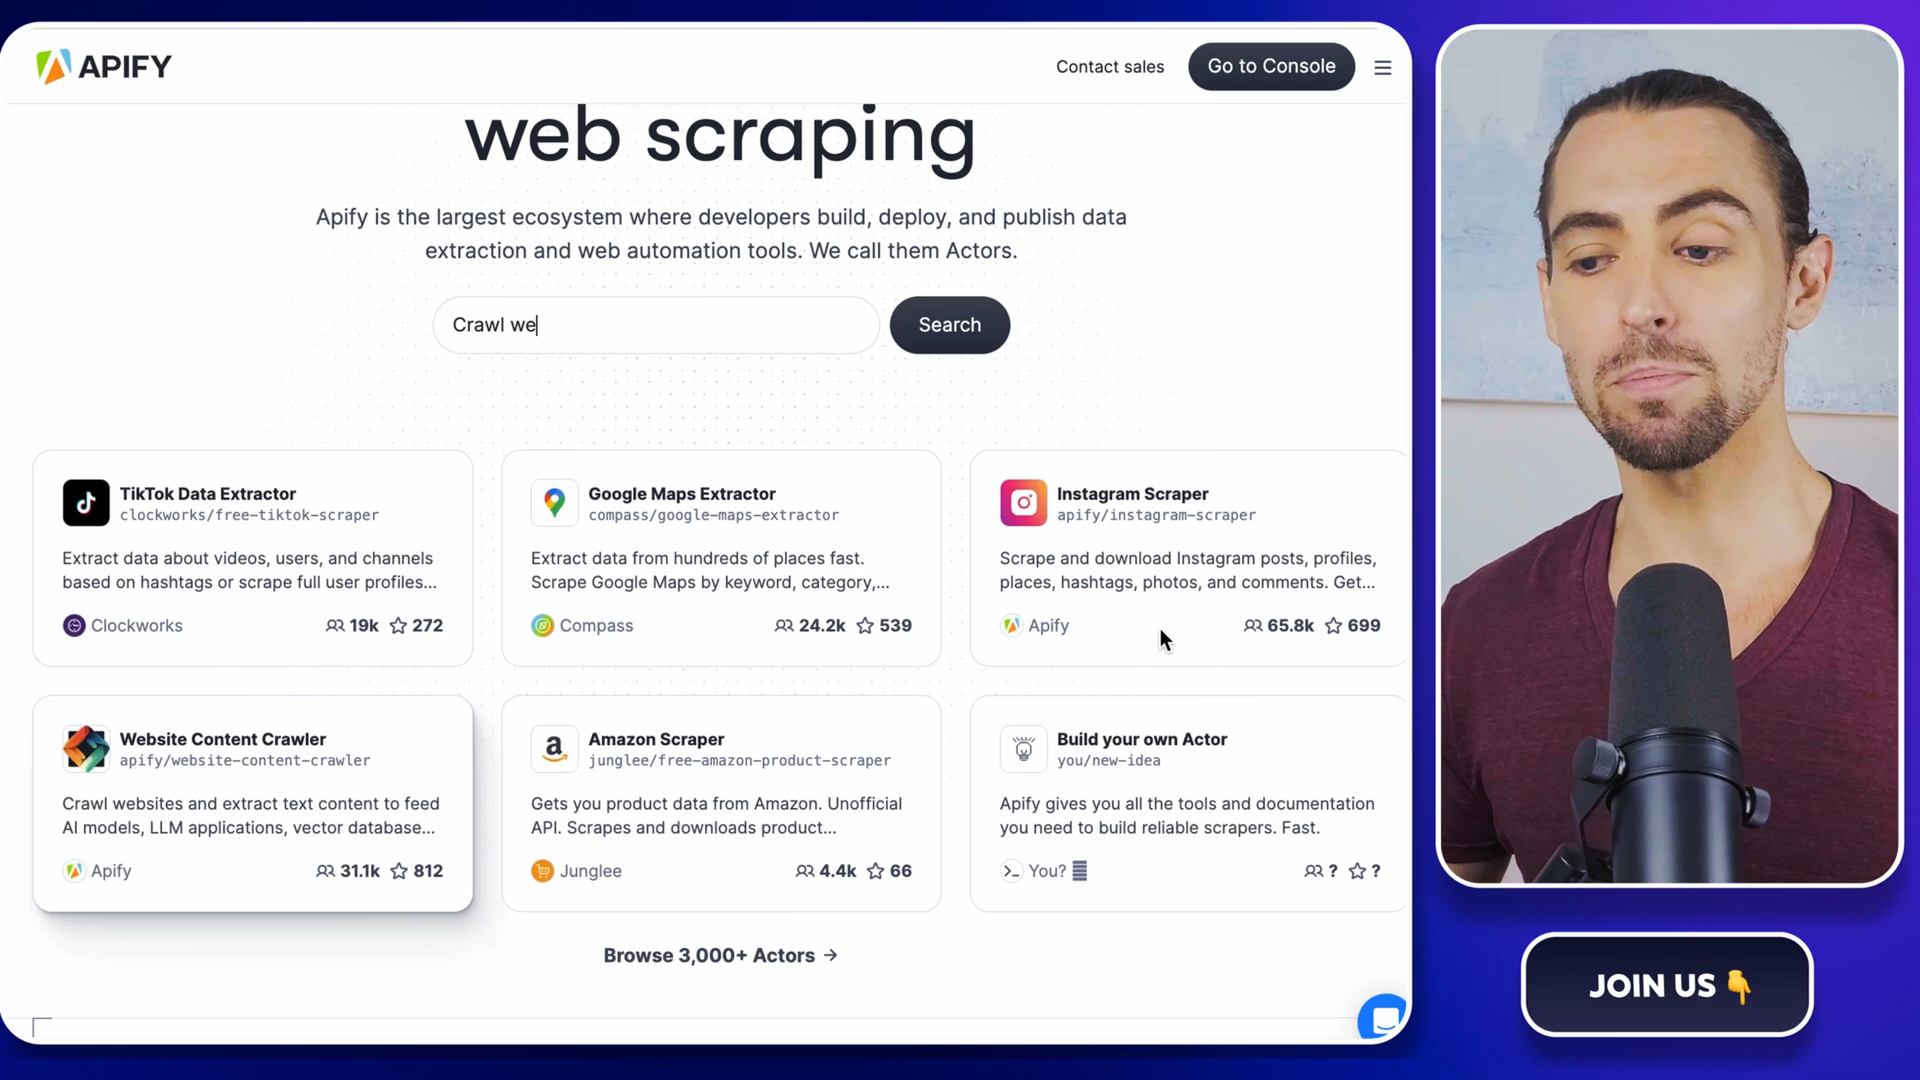 APIFY
Contact sales
Go to Console
web scraping
Apify is the largest ecosystem where developers build, deploy, and publish data
extraction and web automation tools. We call them Actors.
Crawl we
Search
TikTok Data Extractor
clockworks/free-tiktok-scraper
Extract data about videos, users, and channels
based on hashtags or scrape full user profiles...
Clockworks 19k 272
Google Maps Extractor
compass/google-maps-extractor
Extract data from hundreds of places fast.
Scrape Google Maps by keyword, category,...
Compass 24.2k 539
Instagram Scraper
apify/instagram-scraper
Scrape and download Instagram posts, profiles,
places, hashtags, photos, and comments. Get...
Apify 65.8k 699
Website Content Crawler
apify/website-content-crawler
Crawl websites and extract text content to feed
AI models, LLM applications, vector database...
Apify 31.1k 812
a
Amazon Scraper
junglee/free-amazon-product-scraper
Gets you product data from Amazon. Unofficial
API. Scrapes and downloads product...
Junglee 4.4k 66
Build your own Actor
you/new-idea
Apify gives you all the tools and documentation
you need to build reliable scrapers. Fast.
You? ? ?
Browse 3,000+ Actors →
JOIN US 👇